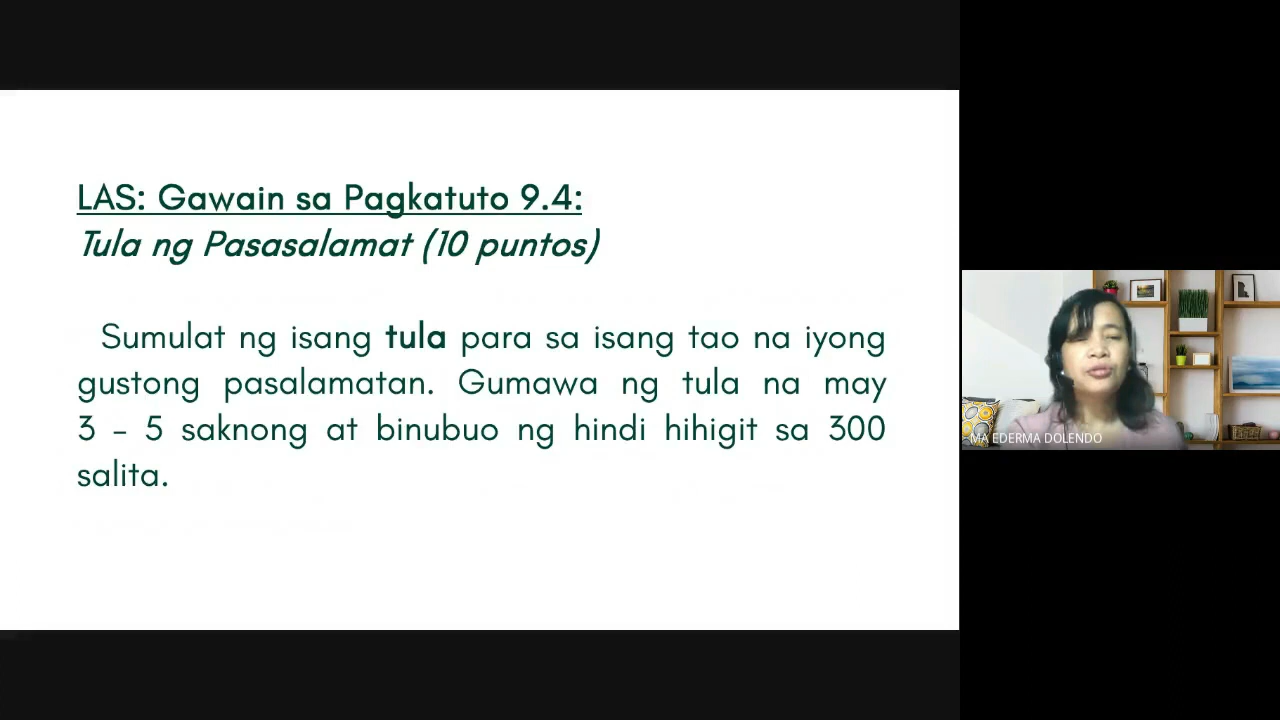 LAS: Gawain sa Pagkatuto 9.4:
Tula ng Pasasalamat (10 puntos)
Sumulat ng isang tula para sa isang tao na iyong
gustong pasalamatan. Gumawa ng tula na may
3 – 5 saknong at binubuo ng hindi hihigit sa 300
salita.
MA EDERMA DOLENDO